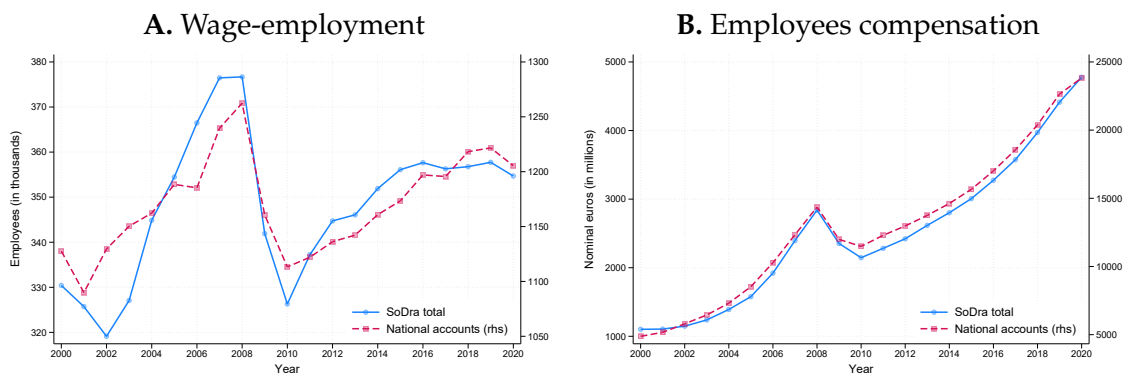 A. Wage-employment
380
370
360
350
340
330
320
Employees (in thousands)
1300
1250
1200
1150
1100
1050
2000 2002 2004 2006 2008 2010 2012 2014 2016 2018 2020
Year
SoDra total
National accounts (rhs)
B. Employees compensation
5000
4000
3000
2000
1000
Nominal euros (in millions)
25000
20000
15000
10000
5000
2000 2002 2004 2006 2008 2010 2012 2014 2016 2018 2020
Year
SoDra total
National accounts (rhs)